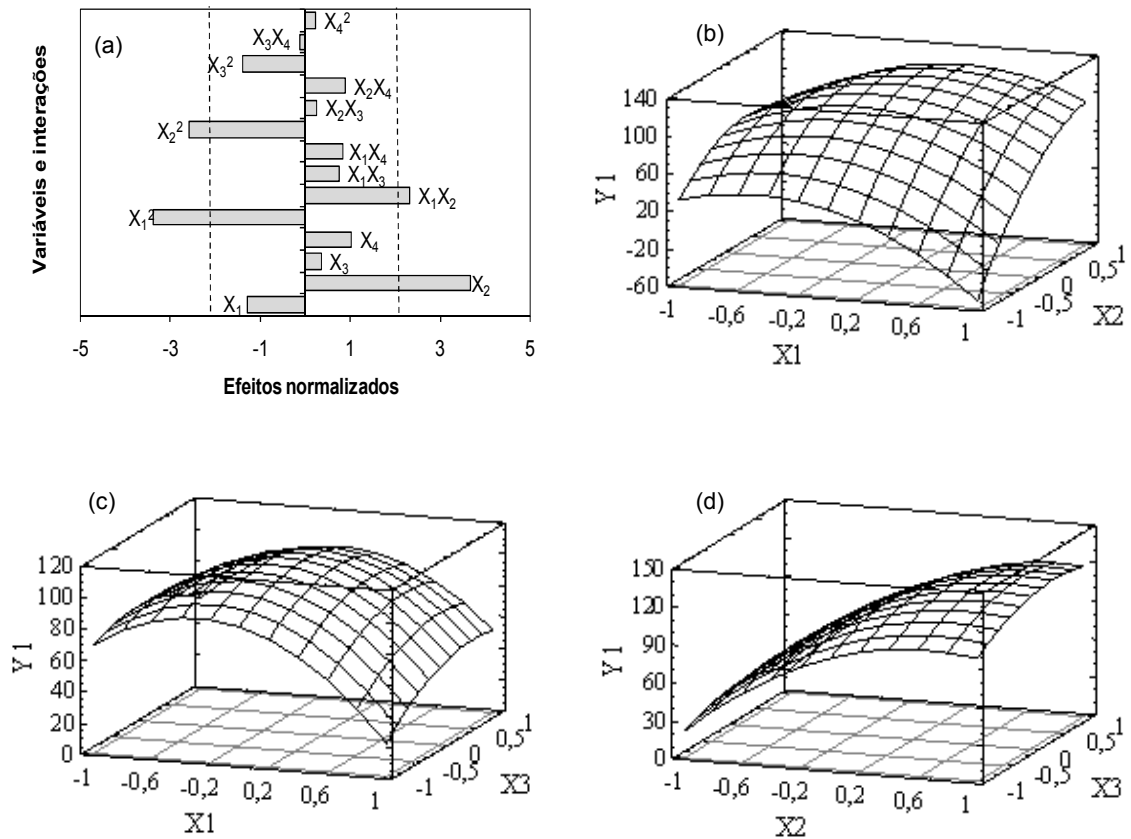 (a)
Variáveis e interações
X₄²
X₃X₄
X₃²
X₂X₄
X₂X₃
X₂²
X₁X₄
X₁X₃
X₁X₂
X₁²
X₄
X₃
X₂
X₁
-5 -3 -1 1 3 5
Efeitos normalizados
(b)
140
100
60
20
-20
-60
Y1
-1 -0,6 -0,2 0,2 0,6 1
X1
-1 -0,5 0 0,5 1
X2
(c)
120
100
80
60
40
20
0
Y1
-1 -0,6 -0,2 0,2 0,6 1
X1
-1 -0,5 0 0,5 1
X3
(d)
150
120
90
60
30
0
Y1
-1 -0,6 -0,2 0,2 0,6 1
X2
-1 -0,5 0 0,5 1
X3